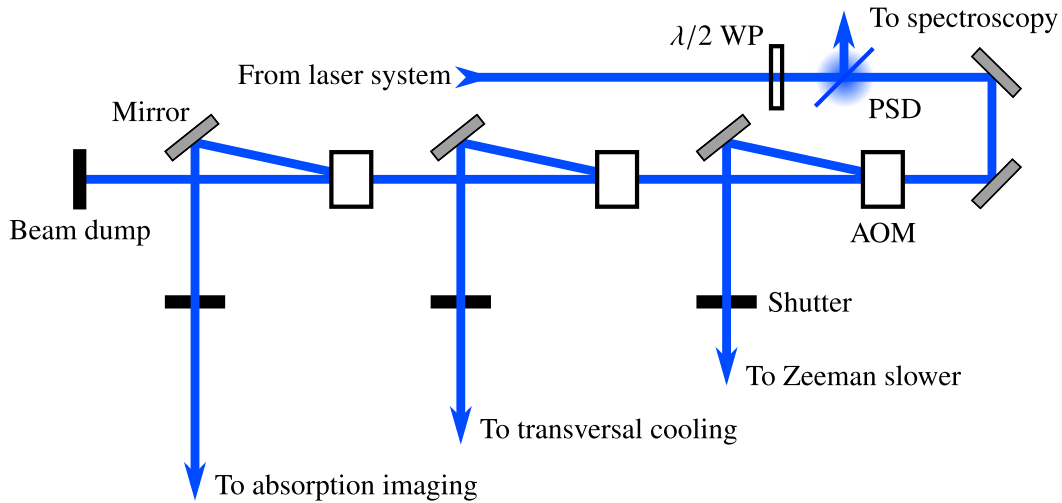 To spectroscopy
λ/2 WP
From laser system
PSD
Mirror
Beam dump
AOM
Shutter
To Zeeman slower
To transversal cooling
To absorption imaging